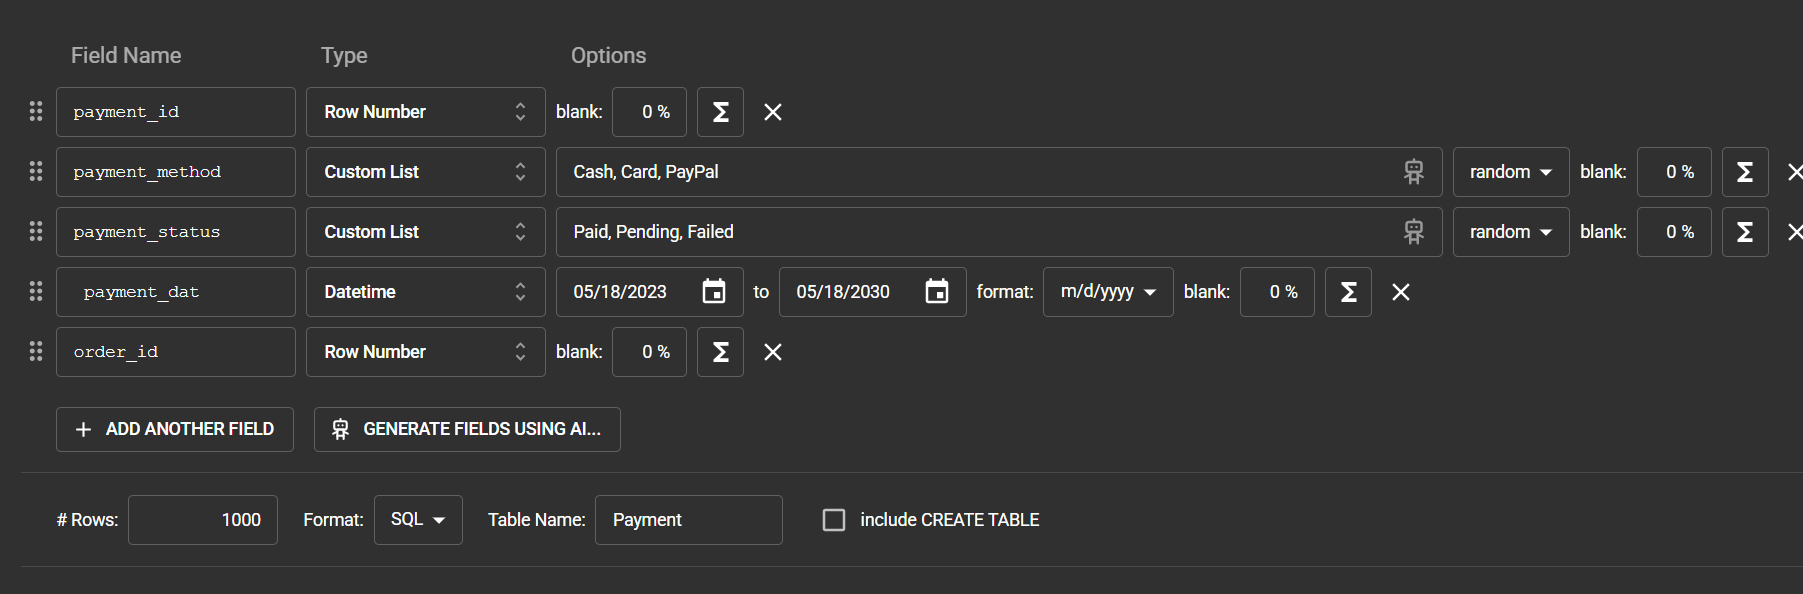 Field Name Type Options
payment_id Row Number blank: 0 % Σ
payment_method Custom List Cash, Card, PayPal random blank: 0 % Σ
payment_status Custom List Paid, Pending, Failed random blank: 0 % Σ
payment_dat Datetime 05/18/2023 to 05/18/2030 format: m/d/yyyy blank: 0 % Σ
order_id Row Number blank: 0 % Σ
+ ADD ANOTHER FIELD GENERATE FIELDS USING AI...
# Rows: 1000 Format: SQL Table Name: Payment include CREATE TABLE